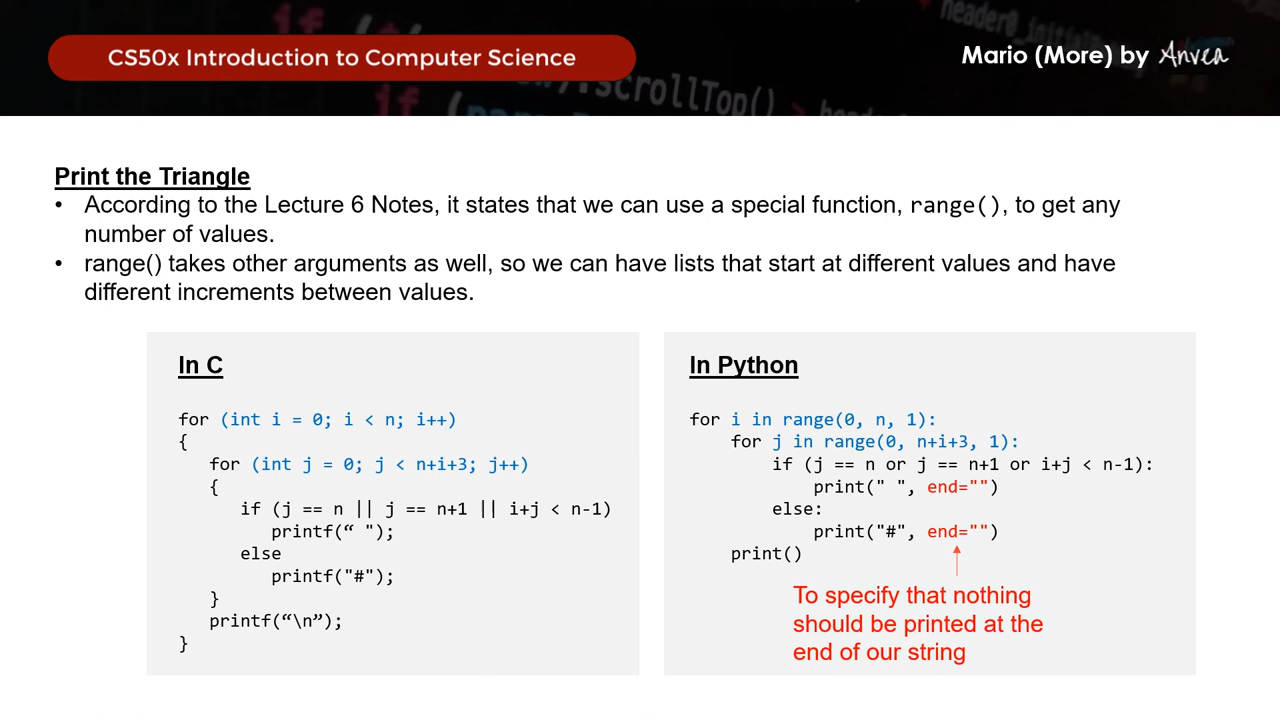 if (
header0_initial
CS50x Introduction to Computer Science
Mario (More) by Anvea
.scrollTop() > head
if (
Print the Triangle
• According to the Lecture 6 Notes, it states that we can use a special function, range(), to get any
number of values.
• range() takes other arguments as well, so we can have lists that start at different values and have
different increments between values.
In C
for (int i = 0; i < n; i++)
{
for (int j = 0; j < n+i+3; j++)
{
if (j == n || j == n+1 || i+j < n-1)
printf(“ ");
else
printf("#");
}
printf(“\n”);
}
In Python
for i in range(0, n, 1):
for j in range(0, n+i+3, 1):
if (j == n or j == n+1 or i+j < n-1):
print(" ", end="")
else:
print("#", end="")
print()
To specify that nothing
should be printed at the
end of our string